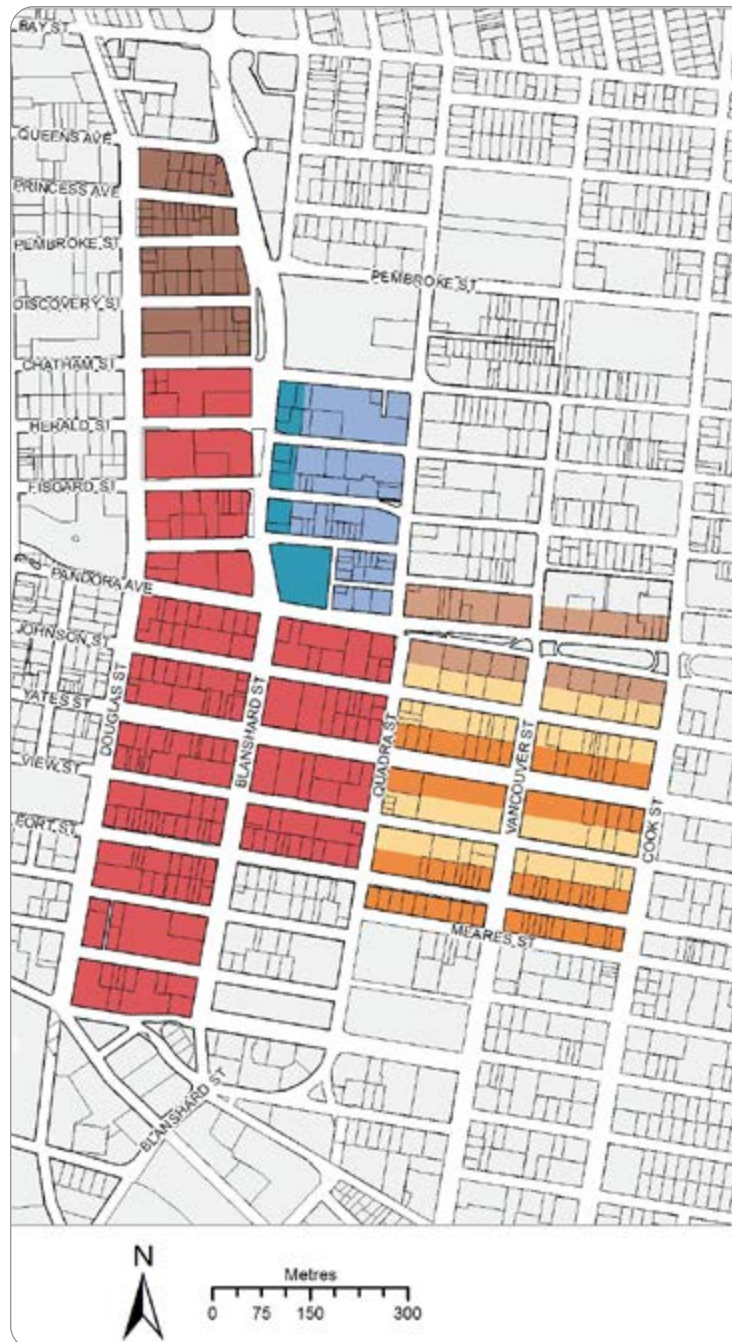 BAY ST
QUEENS AVE
PRINCESS AVE
PEMBROKE ST
PEMBROKE ST
DISCOVERY ST
CHATHAM ST
HERALD ST
FISGARD ST
PANDORA AVE
JOHNSON ST
YATES ST
DOUGLAS ST
BLANSHARD ST
QUADRA ST
VANCOUVER ST
COOK ST
VIEW ST
FORT ST
MEARES ST
BLANSHARD ST
N
Metres
0 75 150 300